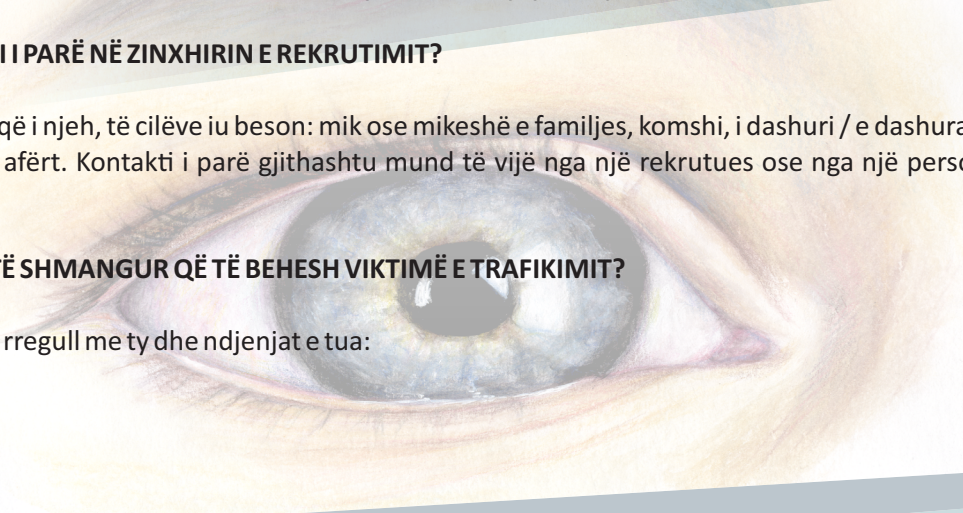 I I PARË NË ZINXHIRIN E REKRUTIMIT?
që i njeh, të cilëve iu beson: mik ose mikeshë e familjes, komshi, i dashuri / e dashura
afërt. Kontakti i parë gjithashtu mund të vijë nga një rekrutues ose nga një perso
TË SHMANGUR QË TË BEHESH VIKTIMË E TRAFIKIMIT?
rregull me ty dhe ndjenjat e tua: